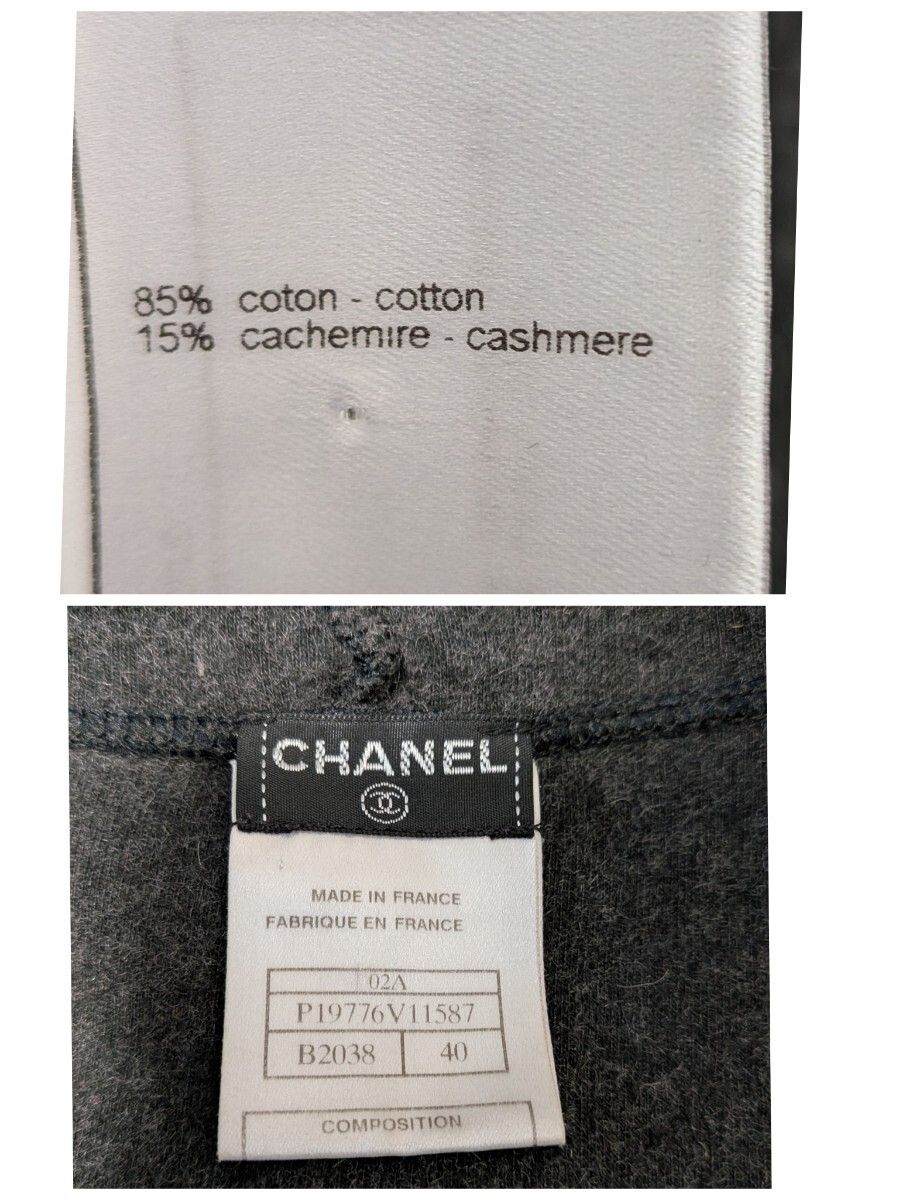 85% coton - cotton
15% cachemire - cashmere
CHANEL
MADE IN FRANCE
FABRIQUE EN FRANCE
02A
P19776V11587
B2038 40
COMPOSITION